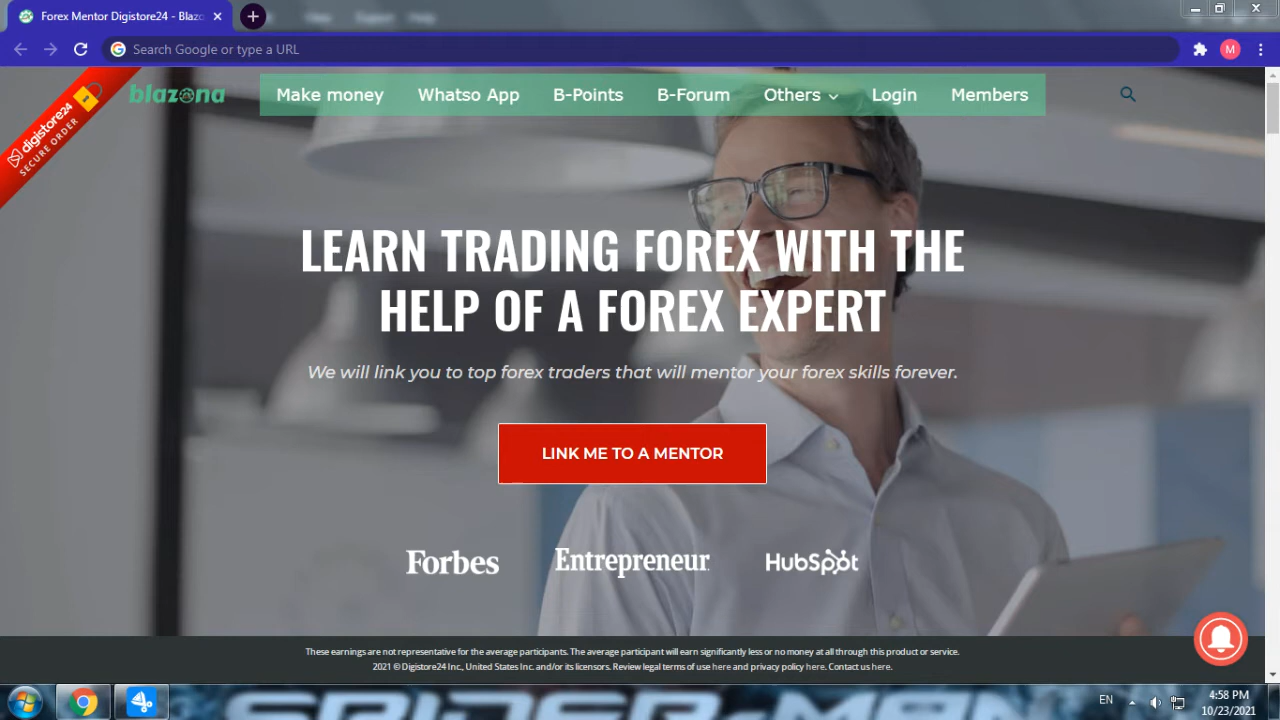 Forex Mentor Digistore24 - Blazo
Search Google or type a URL
M
digistore24
SECURE ORDER
blazona
Make money Whatso App B-Points B-Forum Others Login Members
LEARN TRADING FOREX WITH THE
HELP OF A FOREX EXPERT
We will link you to top forex traders that will mentor your forex skills forever.
LINK ME TO A MENTOR
Forbes Entrepreneur HubSpot
These earnings are not representative for the average participants. The average participant will earn significantly less or no money at all through this product or service.
2021 © Digistore24 Inc., United States Inc. and/or its licensors. Review legal terms of use here and privacy policy here. Contact us here.
SPIDER-MAN
EN
4:58 PM
10/23/2021